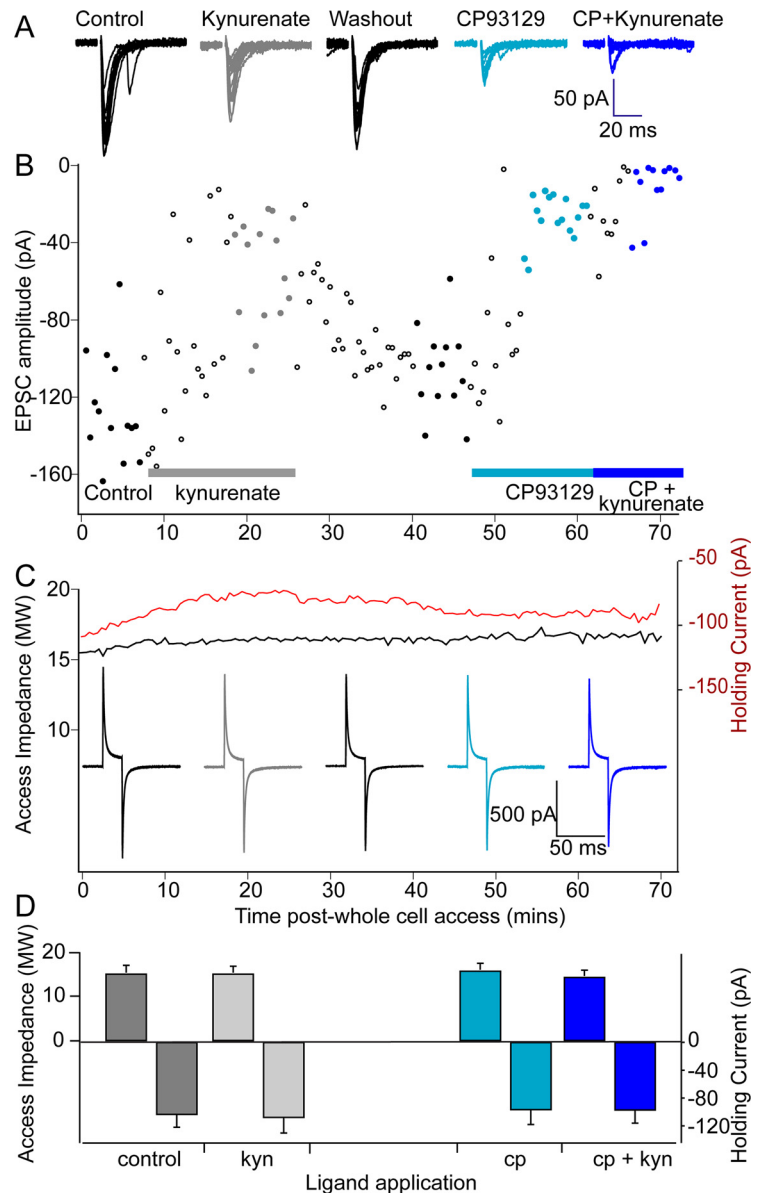 A
Control
Kynurenate
Washout
CP93129
CP+Kynurenate
50 pA
20 ms
B
EPSC amplitude (pA)
0
-40
-80
-120
-160
Control
kynurenate
CP93129
CP +
kynurenate
0 10 20 30 40 50 60 70
C
Access Impedance (MW)
20
15
10
-50
-100
-150
Holding Current (pA)
500 pA
50 ms
0 10 20 30 40 50 60 70
Time post-whole cell access (mins)
D
Access Impedance (MW)
20
10
0
0
-40
-80
-120
Holding Current (pA)
control
kyn
cp
cp + kyn
Ligand application